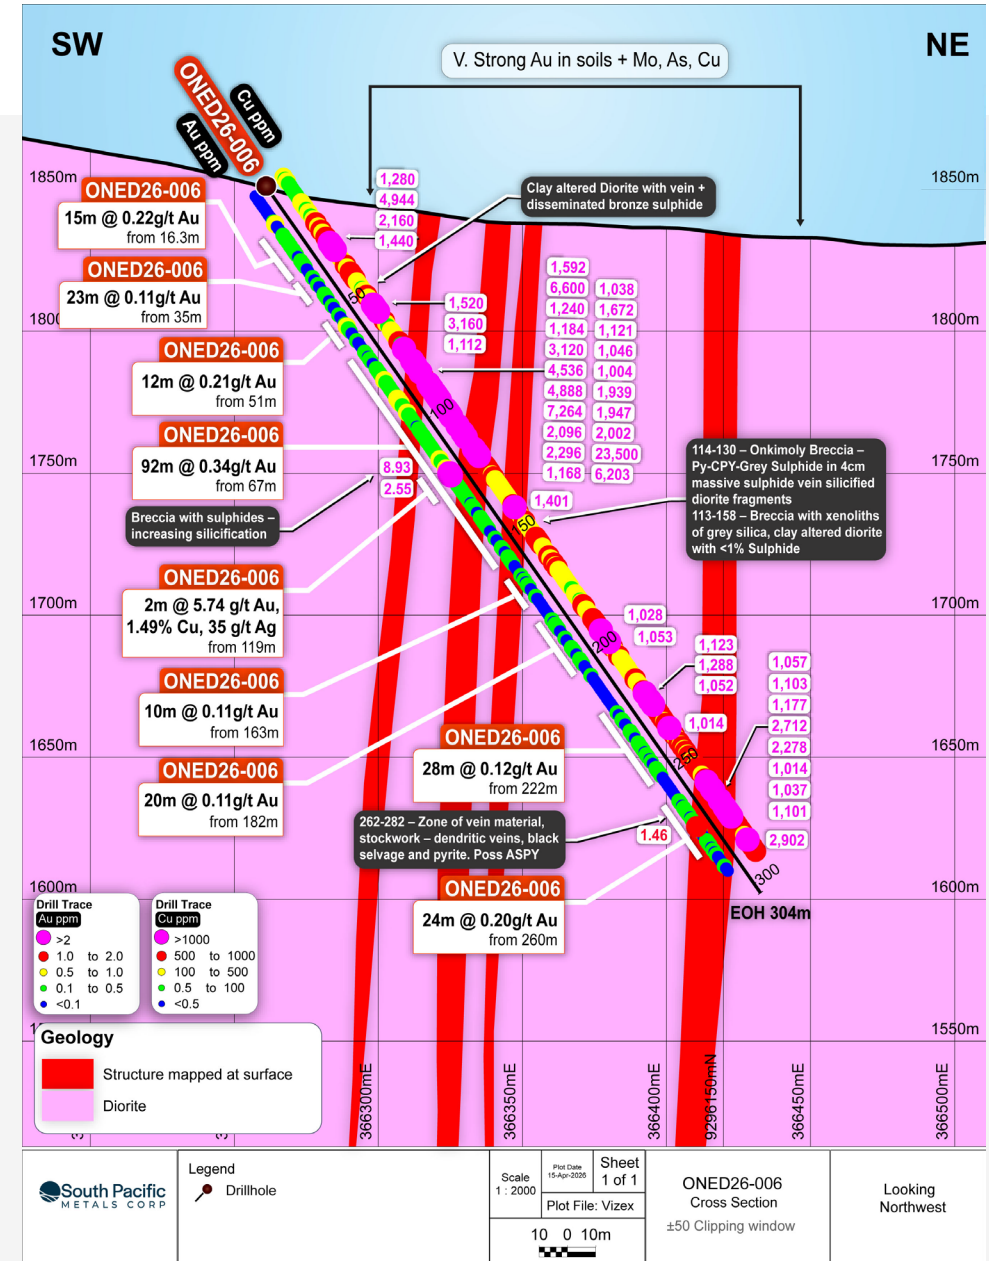 SW
NE
V. Strong Au in soils + Mo, As, Cu
ONED26-006
Cu ppm
Au ppm
1850m
1850m
1,280
4,944
2,160
1,440
Clay altered Diorite with vein +
disseminated bronze sulphide
ONED26-006
15m @ 0.22g/t Au
from 16.3m
ONED26-006
23m @ 0.11g/t Au
from 35m
50
1,520
3,160
1,112
1,592
6,600
1,240
1,184
3,120
4,536
4,888
7,264
2,096
2,296
1,168
1,038
1,672
1,121
1,046
1,004
1,939
1,947
2,002
23,500
6,203
1800m
1800m
ONED26-006
12m @ 0.21g/t Au
from 51m
100
ONED26-006
92m @ 0.34g/t Au
from 67m
8.93
2.55
1750m
1750m
114-130 – Onkimoly Breccia –
Py-CPY-Grey Sulphide in 4cm
massive sulphide vein silicified
diorite fragments
113-158 – Breccia with xenoliths
of grey silica, clay altered diorite
with <1% Sulphide
1,401
150
Breccia with sulphides –
increasing silicification
ONED26-006
2m @ 5.74 g/t Au,
1.49% Cu, 35 g/t Ag
from 119m
1700m
1700m
1,028
1,053
200
1,123
1,288
1,052
1,057
1,103
1,177
2,712
2,278
1,014
1,037
1,101
ONED26-006
10m @ 0.11g/t Au
from 163m
1,014
1650m
1650m
250
ONED26-006
28m @ 0.12g/t Au
from 222m
ONED26-006
20m @ 0.11g/t Au
from 182m
262-282 – Zone of vein material,
stockwork – dendritic veins, black
selvage and pyrite. Poss ASPY
1.46
2,902
300
1600m
1600m
EOH 304m
ONED26-006
24m @ 0.20g/t Au
from 260m
Drill Trace
Au ppm
>2
1.0 to 2.0
0.5 to 1.0
0.1 to 0.5
<0.1
Drill Trace
Cu ppm
>1000
500 to 1000
100 to 500
0.5 to 100
<0.5
1550m
Geology
Structure mapped at surface
Diorite
366300mE
366350mE
366400mE
9296150mN
366450mE
366500mE
South Pacific
METALS CORP
Legend
Drillhole
Scale
1 : 2000
Plot Date
15-Apr-2026
Sheet
1 of 1
Plot File: Vizex
10 0 10m
ONED26-006
Cross Section
±50 Clipping window
Looking
Northwest